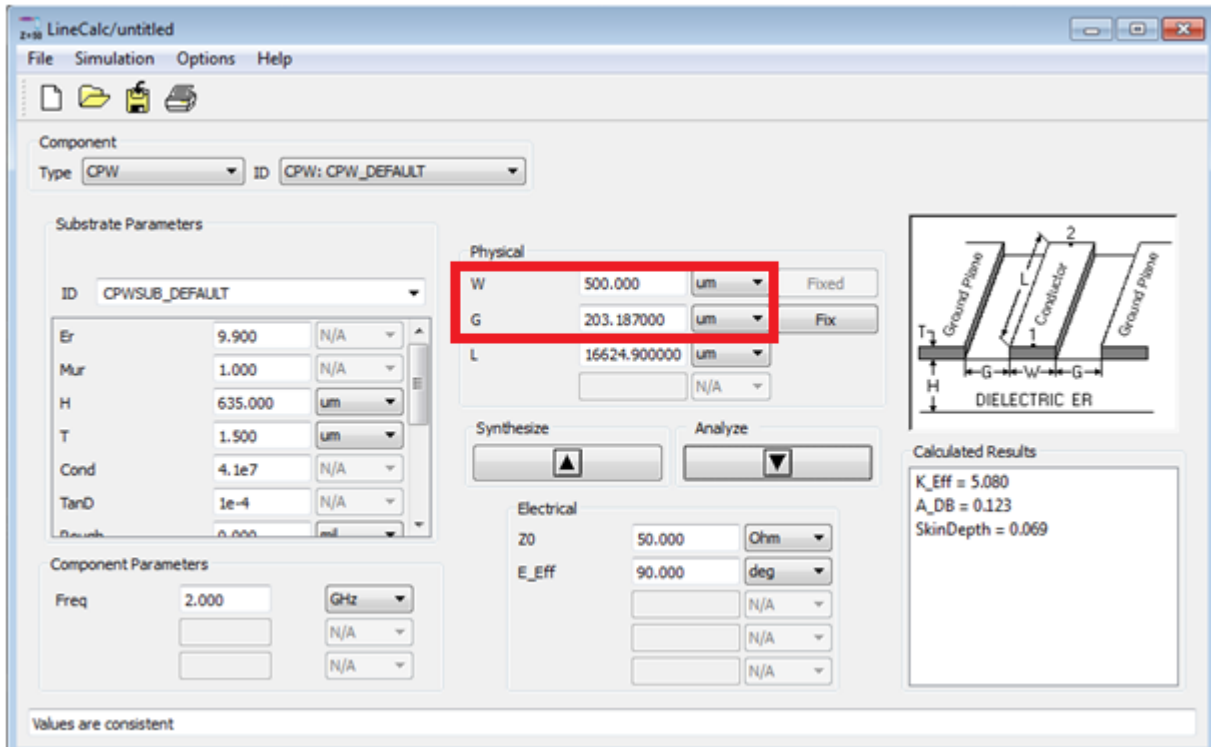 LineCalc/untitled
File Simulation Options Help
Component
Type CPW ID CPW: CPW_DEFAULT
Substrate Parameters
ID CPWSUB_DEFAULT
Er 9.900 N/A
Mur 1.000 N/A
H 635.000 um
T 1.500 um
Cond 4.1e7 N/A
TanD 1e-4 N/A
Rough 0.000 mil
Component Parameters
Freq 2.000 GHz
N/A
N/A
Physical
W 500.000 um Fixed
G 203.187000 um Fix
L 16624.900000 um
N/A
Synthesize Analyze
Electrical
Z0 50.000 Ohm
E_Eff 90.000 deg
N/A
N/A
N/A
2
Ground Plane
L
Conductor
Ground Plane
T
1
G W G
H
DIELECTRIC ER
Calculated Results
K_Eff = 5.080
A_DB = 0.123
SkinDepth = 0.069
Values are consistent